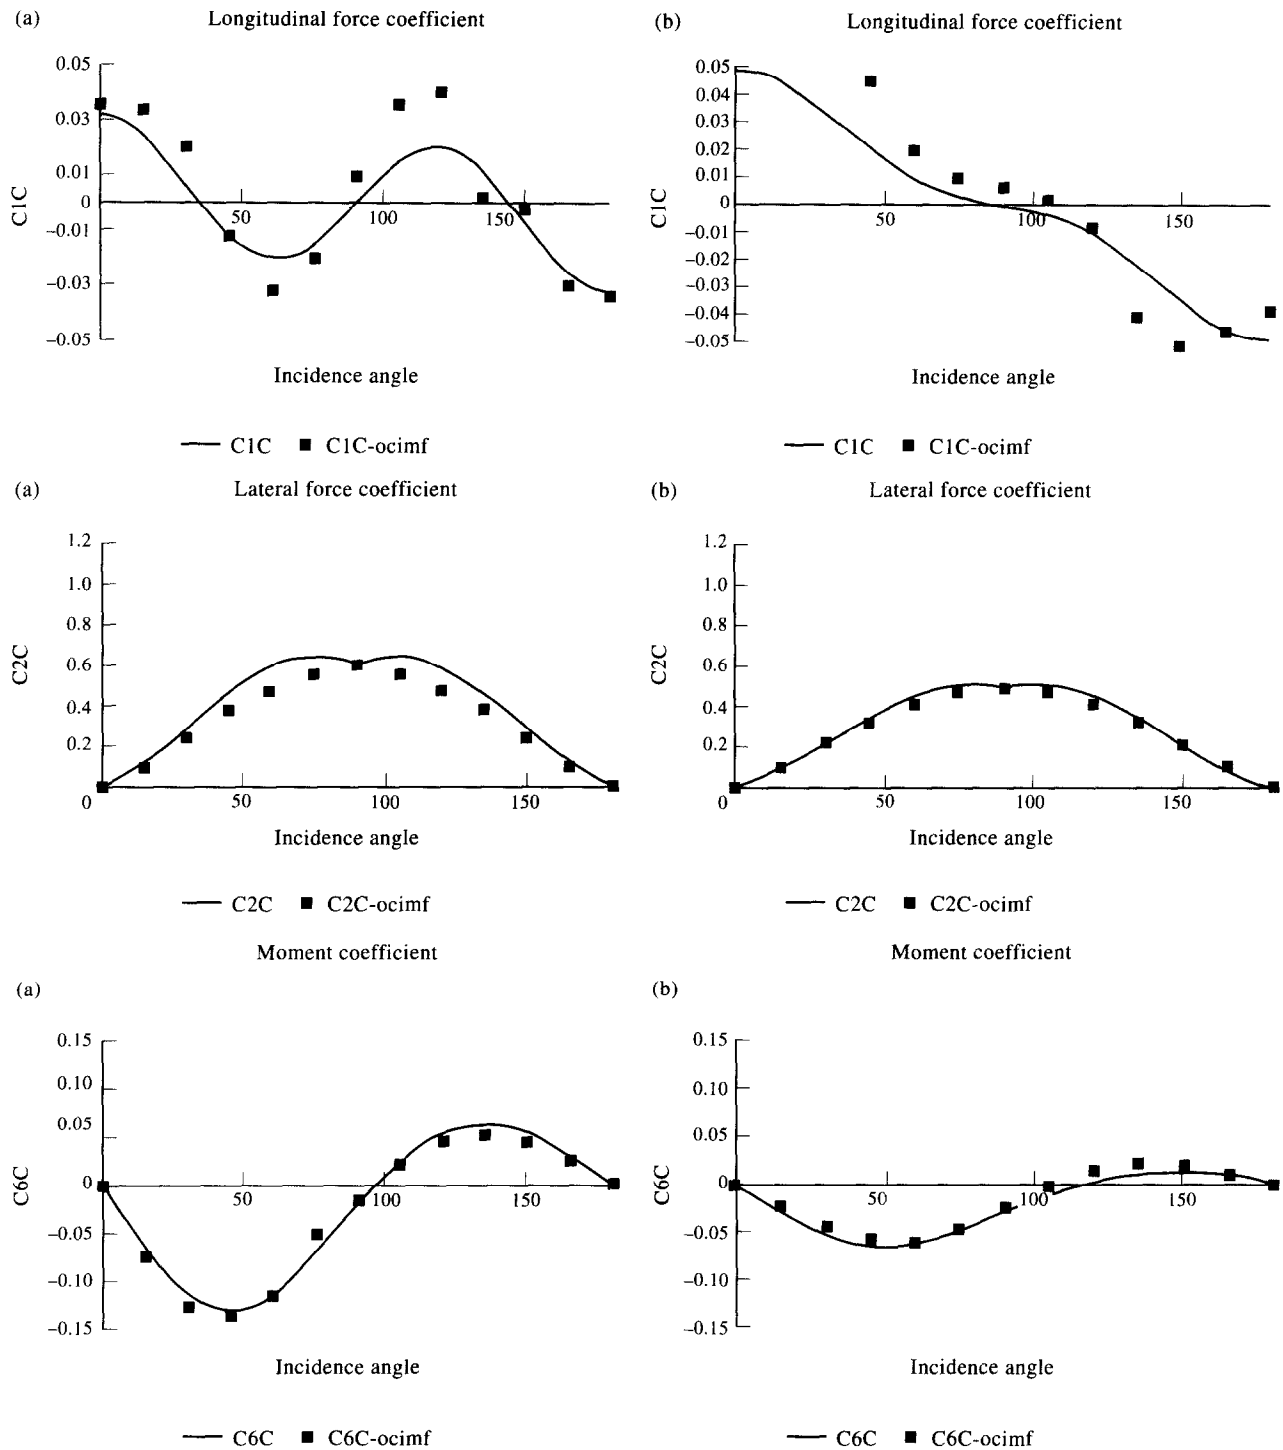 (a)
Longitudinal force coefficient
0.05
0.03
0.01
0
−0.01
−0.03
−0.05
C1C
50
100
150
Incidence angle
C1C C1C-ocimf
(b)
Longitudinal force coefficient
0.05
0.04
0.03
0.02
0.01
0
−0.01
−0.02
−0.03
−0.04
−0.05
C1C
50
100
150
Incidence angle
C1C C1C-ocimf
(a)
Lateral force coefficient
1.2
1.0
0.8
0.6
0.4
0.2
0
C2C
50
100
150
Incidence angle
C2C C2C-ocimf
(b)
Lateral force coefficient
1.2
1.0
0.8
0.6
0.4
0.2
0
C2C
50
100
150
Incidence angle
C2C C2C-ocimf
Moment coefficient
(a)
0.15
0.10
0.05
0
−0.05
−0.10
−0.15
C6C
50
100
150
Incidence angle
C6C C6C-ocimf
Moment coefficient
(b)
0.15
0.10
0.05
0
−0.05
−0.10
−0.15
C6C
50
100
150
Incidence angle
C6C C6C-ocimf